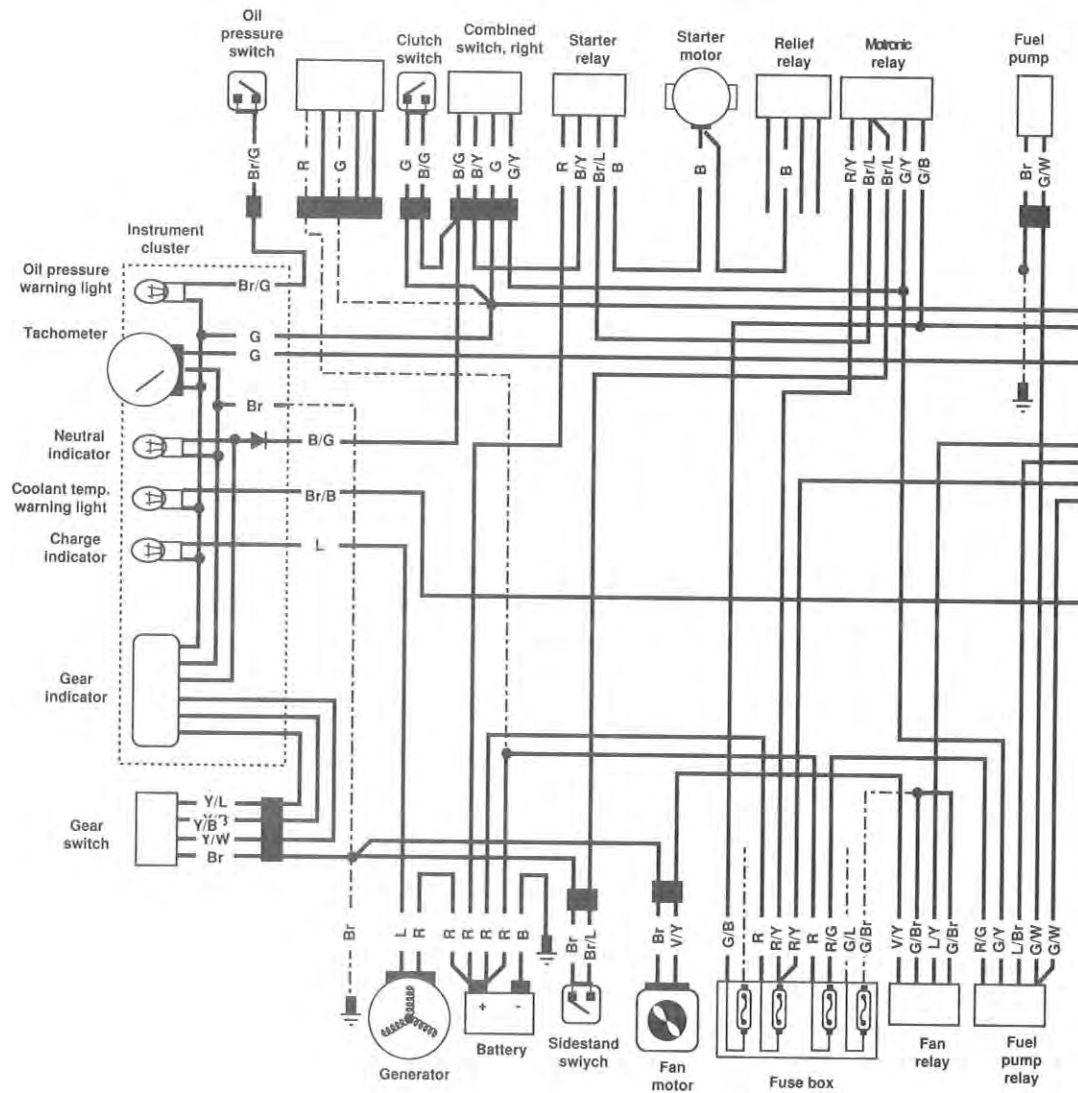 Oil
pressure
switch
Clutch
switch
Combined
switch, right
Starter
relay
Starter
motor
Relief
relay
Motronic
relay
Fuel
pump
Br/G
R
G
G
B/G
B/G
B/Y
G
G/Y
R
B/Y
Br/L
B
B
B
R/Y
Br/L
Br/L
G/Y
G/B
Br
G/W
Instrument
cluster
Oil pressure
warning light
Br/G
Tachometer
G
G
Br
Neutral
indicator
B/G
Coolant temp.
warning light
Br/B
Charge
indicator
L
Gear
indicator
Gear
switch
Y/L
Y/B
Y/W
Br
Br
L
R
R
R
R
R
B
Br
Br/L
Br
V/Y
G/B
R
R/Y
R/Y
R
R/G
G/L
G/Br
V/Y
G/Br
L/Y
G/Br
R/G
G/Y
L/Br
G/W
G/W
+
-
Generator
Battery
Sidestand
swiych
Fan
motor
Fuse box
Fan
relay
Fuel
pump
relay